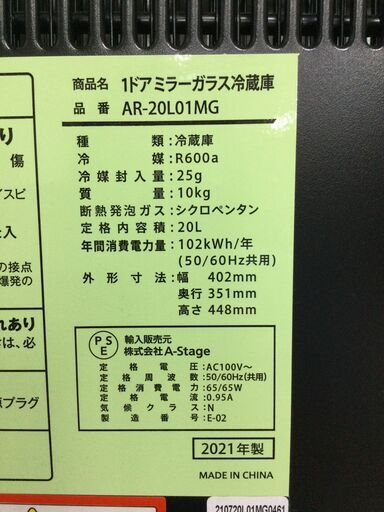 商品名 1ドアミラーガラス冷蔵庫
品番 AR-20L01MG
種類:冷蔵庫
冷媒:R600a
冷媒封入量:25g
質量:10kg
断熱発泡ガス:シクロペンタン
定格内容積:20L
年間消費電力量:102kWh/年
(50/60Hz共用)
外形寸法:幅 402mm
奥行 351mm
高さ 448mm
PSE
輸入販売元
株式会社A-Stage
定格電圧:AC100V~
定格周波数:50/60Hz(共用)
定格消費電力:65/65W
定格電流:0.95A
気候クラス:N
製造番号:E-02
2021年製
MADE IN CHINA
210720L01MG0461
あり
傷
スピ
注入
の接点
爆発の
れあり
は、必
源プラグ